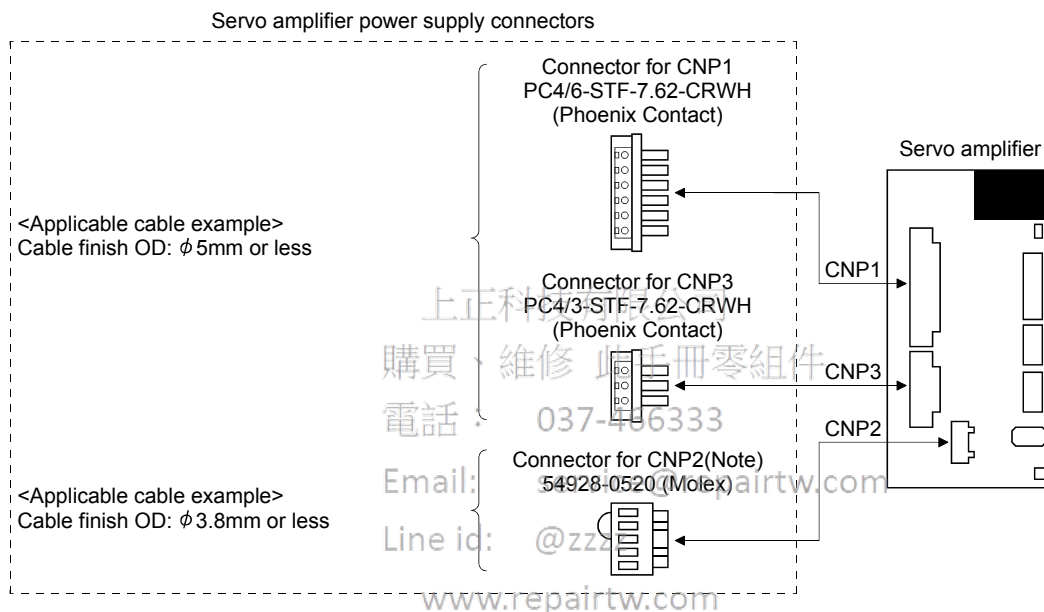 Servo amplifier power supply connectors
Connector for CNP1
PC4/6-STF-7.62-CRWH
(Phoenix Contact)
Servo amplifier
<Applicable cable example>
Cable finish OD: φ5mm or less
CNP1
Connector for CNP3
PC4/3-STF-7.62-CRWH
(Phoenix Contact)
上正科技有限公司
購買、維修 此手冊零組件
CNP3
電話： 037-466333
CNP2
Connector for CNP2(Note)
54928-0520 (Molex)
Email: service@repairtw.com
<Applicable cable example>
Cable finish OD: φ3.8mm or less
Line id: @zzzz
www.repairtw.com